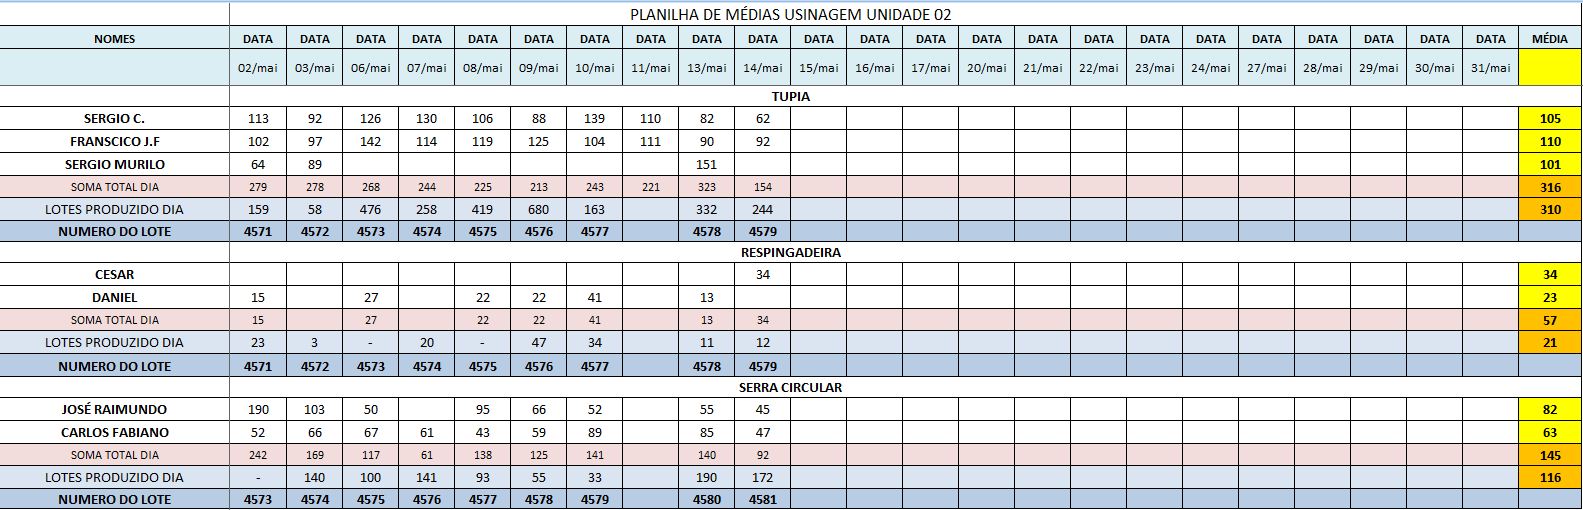 PLANILHA DE MÉDIAS USINAGEM UNIDADE 02
NOMES DATA DATA DATA DATA DATA DATA DATA DATA DATA DATA DATA DATA DATA DATA DATA DATA DATA DATA DATA DATA DATA DATA DATA MÉDIA
02/mai 03/mai 06/mai 07/mai 08/mai 09/mai 10/mai 11/mai 13/mai 14/mai 15/mai 16/mai 17/mai 20/mai 21/mai 22/mai 23/mai 24/mai 27/mai 28/mai 29/mai 30/mai 31/mai
TUPIA
SERGIO C. 113 92 126 130 106 88 139 110 82 62 105
FRANSCICO J.F 102 97 142 114 119 125 104 111 90 92 110
SERGIO MURILO 64 89 151 101
SOMA TOTAL DIA 279 278 268 244 225 213 243 221 323 154 316
LOTES PRODUZIDO DIA 159 58 476 258 419 680 163 332 244 310
NUMERO DO LOTE 4571 4572 4573 4574 4575 4576 4577 4578 4579
RESPINGADEIRA
CESAR 34 34
DANIEL 15 27 22 22 41 13 23
SOMA TOTAL DIA 15 27 22 22 41 13 34 57
LOTES PRODUZIDO DIA 23 3 - 20 - 47 34 11 12 21
NUMERO DO LOTE 4571 4572 4573 4574 4575 4576 4577 4578 4579
SERRA CIRCULAR
JOSÉ RAIMUNDO 190 103 50 95 66 52 55 45 82
CARLOS FABIANO 52 66 67 61 43 59 89 85 47 63
SOMA TOTAL DIA 242 169 117 61 138 125 141 140 92 145
LOTES PRODUZIDO DIA - 140 100 141 93 55 33 190 172 116
NUMERO DO LOTE 4573 4574 4575 4576 4577 4578 4579 4580 4581